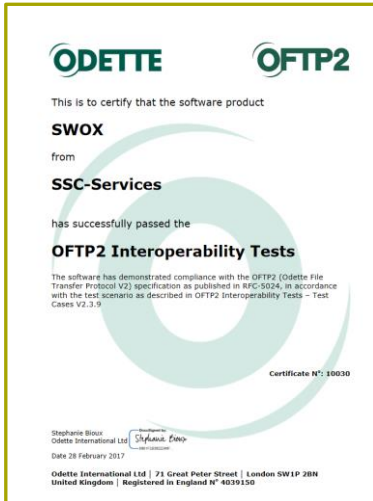 ODETTE OFTP2
This is to certify that the software product
SWOX
from
SSC-Services
has successfully passed the
OFTP2 Interoperability Tests
The software has demonstrated compliance with the OFTP2 (Odette File
Transfer Protocol V2) specification as published in RFC-5024, in accordance
with the test scenario as described in OFTP2 Interoperability Tests – Test
Cases V2.3.9
Certificate N°: 10030
Stephanie Bioux
Odette International Ltd
Stephanie Bioux
Date 28 February 2017
Odette International Ltd | 71 Great Peter Street | London SW1P 2BN
United Kingdom | Registered in England N° 4039150